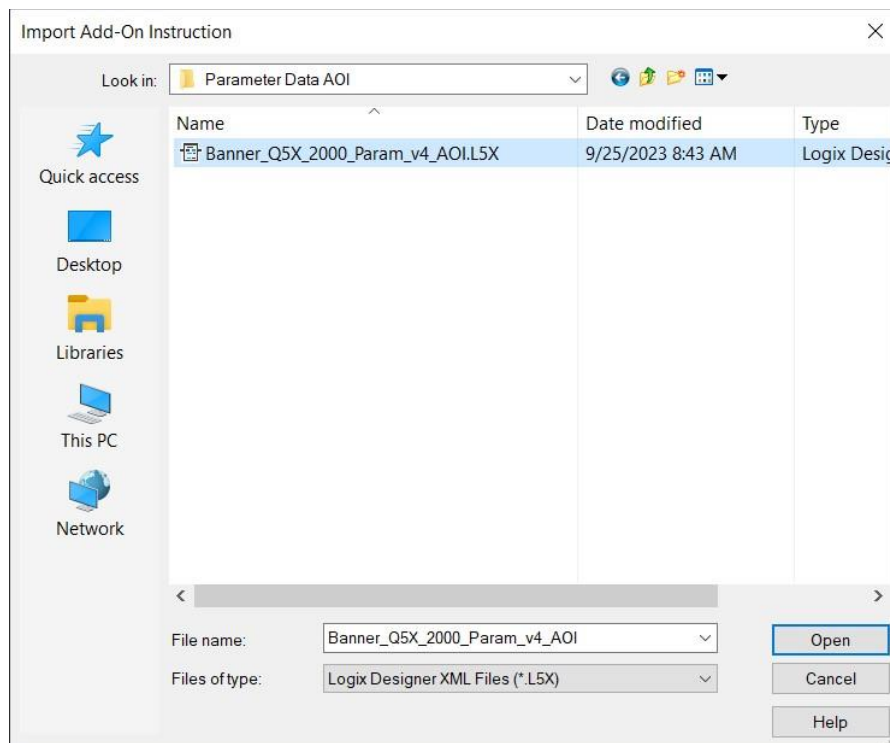 Import Add-On Instruction
Look in: Parameter Data AOI
Name Date modified Type
Banner_Q5X_2000_Param_v4_AOI.L5X 9/25/2023 8:43 AM Logix Desig
Quick access
Desktop
Libraries
This PC
Network
File name: Banner_Q5X_2000_Param_v4_AOI Open
Files of type: Logix Designer XML Files (*.L5X) Cancel
Help